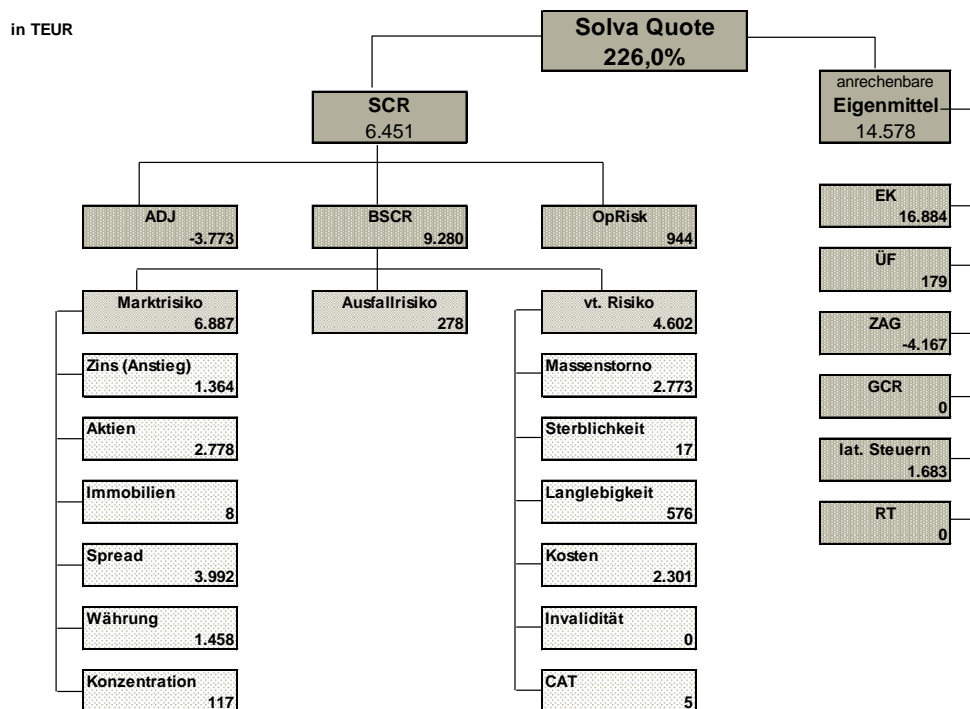 in TEUR
Solva Quote
226,0%
SCR
6.451
anrechenbare
Eigenmittel
14.578
ADJ
-3.773
BSCR
9.280
OpRisk
944
EK
16.884
ÜF
179
ZAG
-4.167
GCR
0
lat. Steuern
1.683
RT
0
Marktrisiko
6.887
Ausfallrisiko
278
vt. Risiko
4.602
Zins (Anstieg)
1.364
Aktien
2.778
Immobilien
8
Spread
3.992
Währung
1.458
Konzentration
117
Massenstorno
2.773
Sterblichkeit
17
Langlebigkeit
576
Kosten
2.301
Invalidität
0
CAT
5